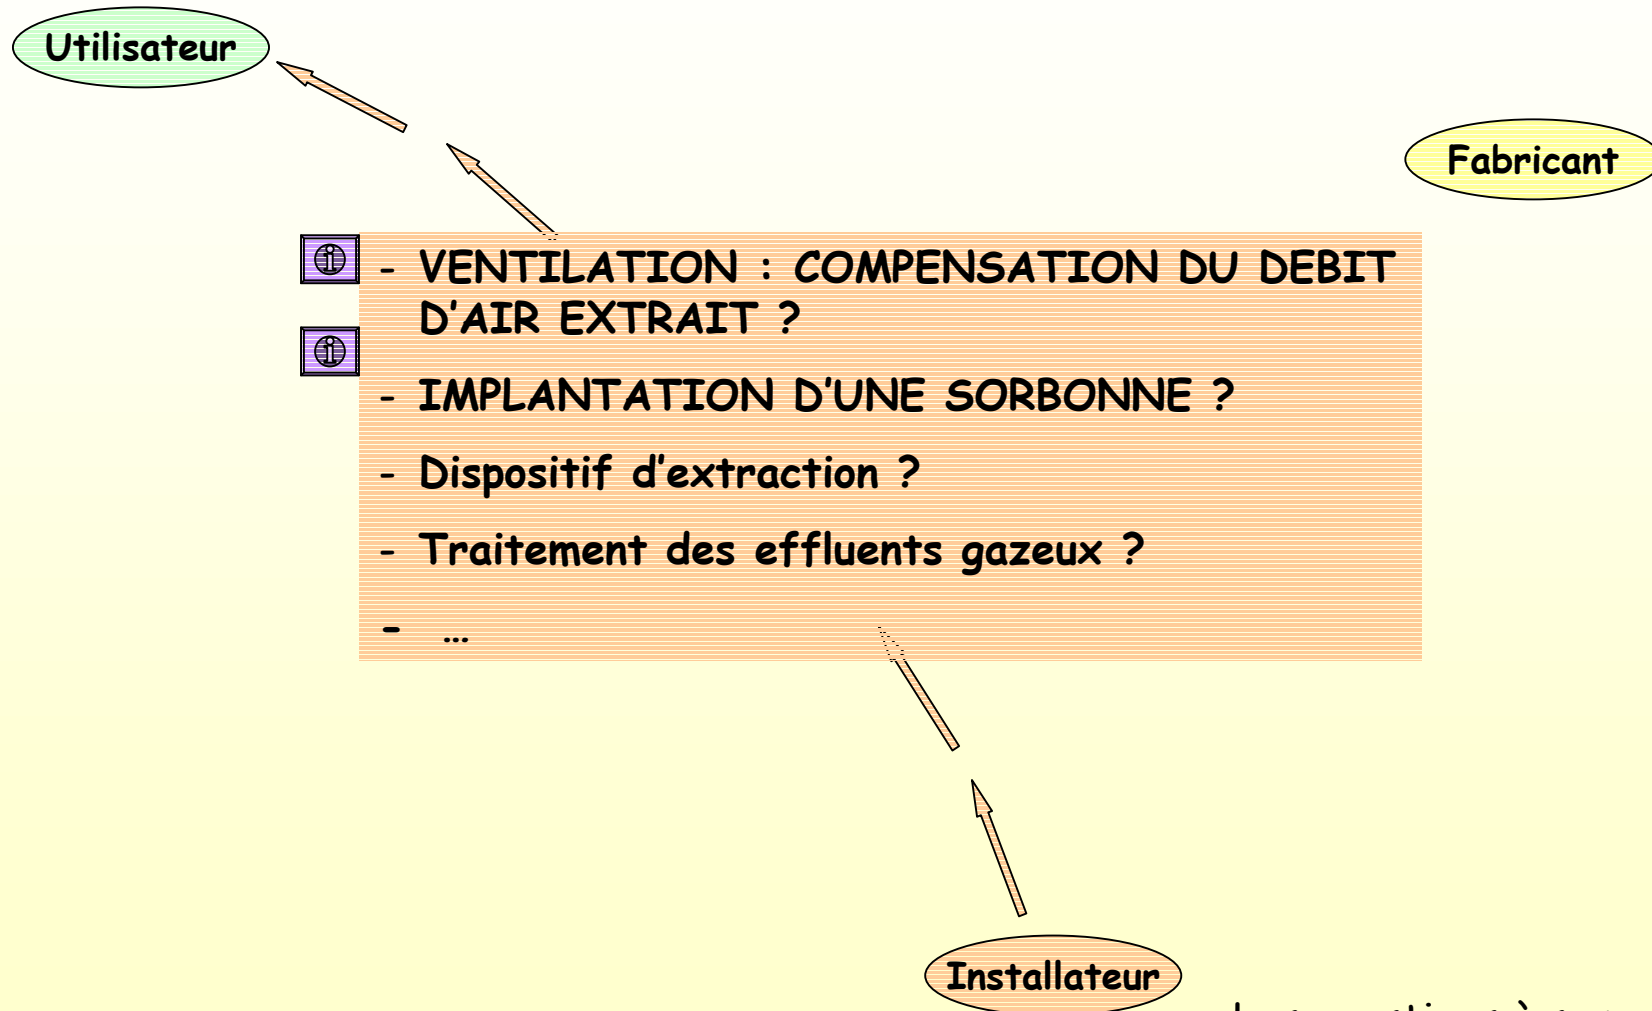 Utilisateur
Fabricant
- VENTILATION : COMPENSATION DU DEBIT
D'AIR EXTRAIT ?
- IMPLANTATION D'UNE SORBONNE ?
- Dispositif d'extraction ?
- Traitement des effluents gazeux ?
- …
Installateur